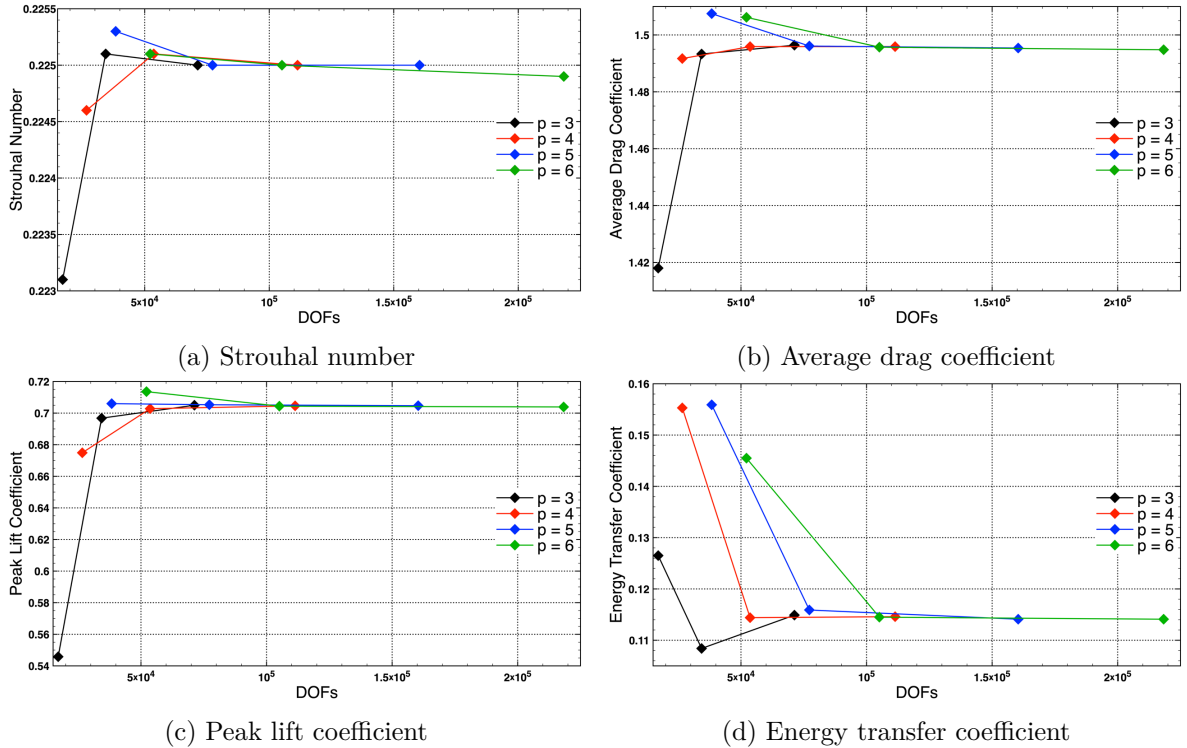 0.2255
0.225
0.2245
0.224
0.2235
0.223
Strouhal Number
p = 3
p = 4
p = 5
p = 6
5×10⁴
10⁵
1.5×10⁵
2×10⁵
DOFs
(a) Strouhal number
1.5
1.48
1.46
1.44
1.42
Average Drag Coefficient
p = 3
p = 4
p = 5
p = 6
5×10⁴
10⁵
1.5×10⁵
2×10⁵
DOFs
(b) Average drag coefficient
0.72
0.7
0.68
0.66
0.64
0.62
0.6
0.58
0.56
0.54
Peak Lift Coefficient
p = 3
p = 4
p = 5
p = 6
5×10⁴
10⁵
1.5×10⁵
2×10⁵
DOFs
(c) Peak lift coefficient
0.16
0.15
0.14
0.13
0.12
0.11
Energy Transfer Coefficient
p = 3
p = 4
p = 5
p = 6
5×10⁴
10⁵
1.5×10⁵
2×10⁵
DOFs
(d) Energy transfer coefficient